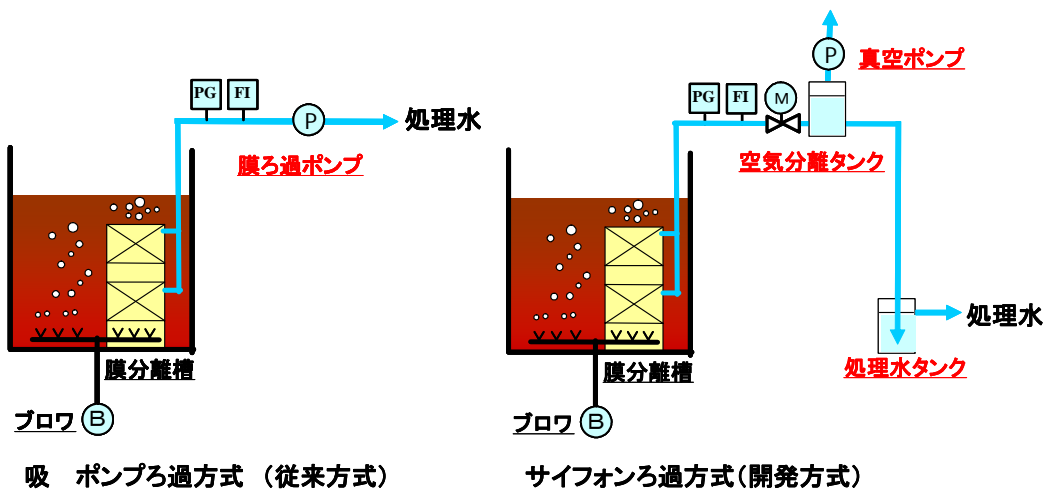 PG
FI
P
処理水
膜ろ過ポンプ
膜分離槽
ブロワ
B
吸 ポンプろ過方式 (従来方式)
P
真空ポンプ
PG
FI
M
空気分離タンク
処理水
処理水タンク
膜分離槽
ブロワ
B
サイフォンろ過方式(開発方式)